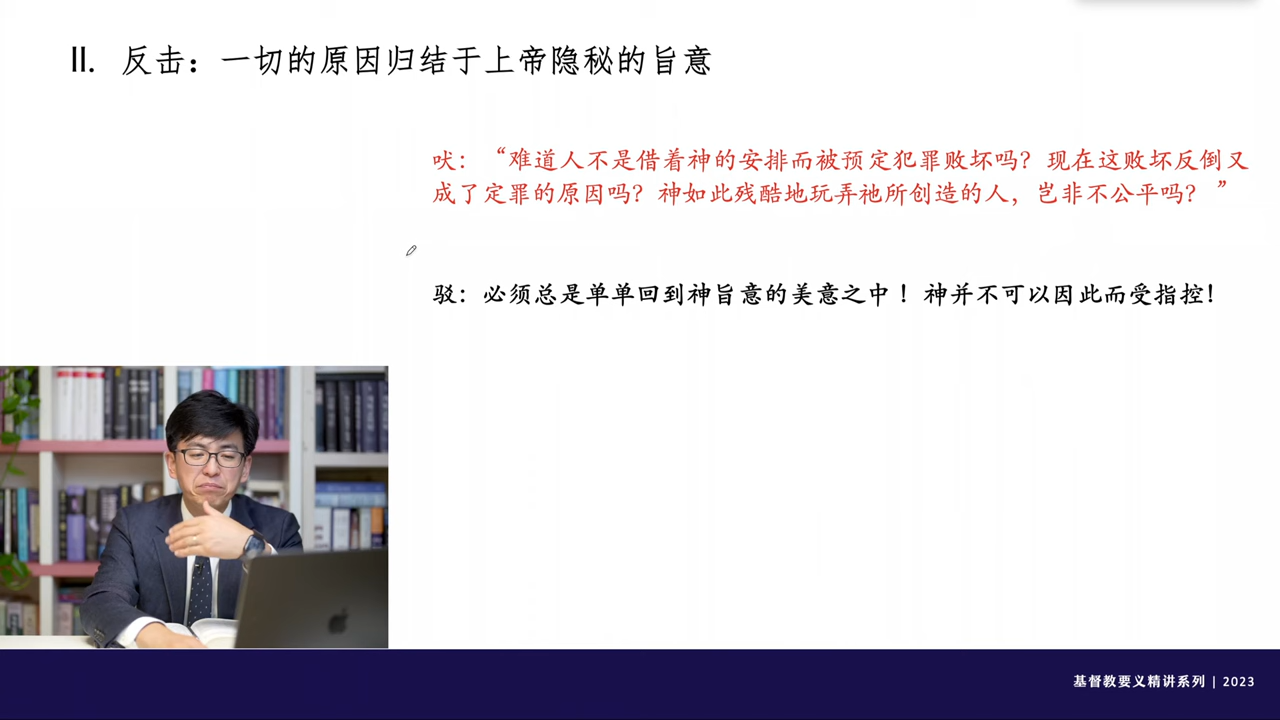 II. 反击：一切的原因归结于上帝隐秘的旨意
吠：“难道人不是借着神的安排而被预定犯罪败坏吗？现在这败坏反倒又
成了定罪的原因吗？神如此残酷地玩弄祂所创造的人，岂非不公平吗？”
驳：必须总是单单回到神旨意的美意之中！神并不可以因此而受指控！
基督教要义精讲系列 | 2023